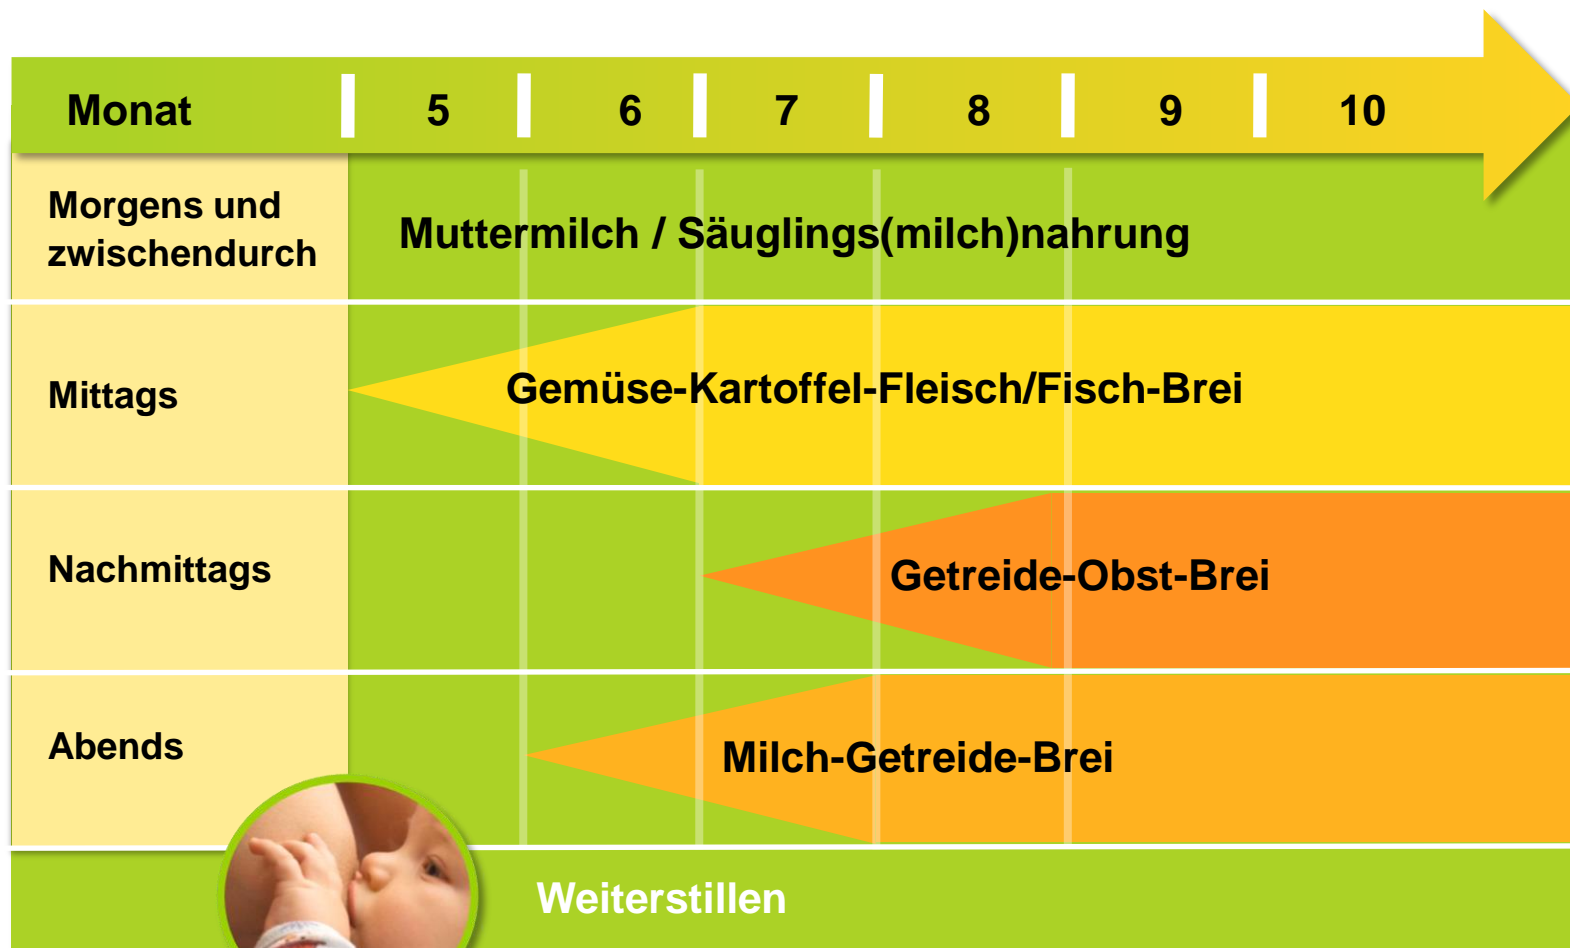 Monat 5 6 7 8 9 10
Morgens und
zwischendurch
Muttermilch / Säuglings(milch)nahrung
Mittags
Gemüse-Kartoffel-Fleisch/Fisch-Brei
Nachmittags
Getreide-Obst-Brei
Abends
Milch-Getreide-Brei
Weiterstillen